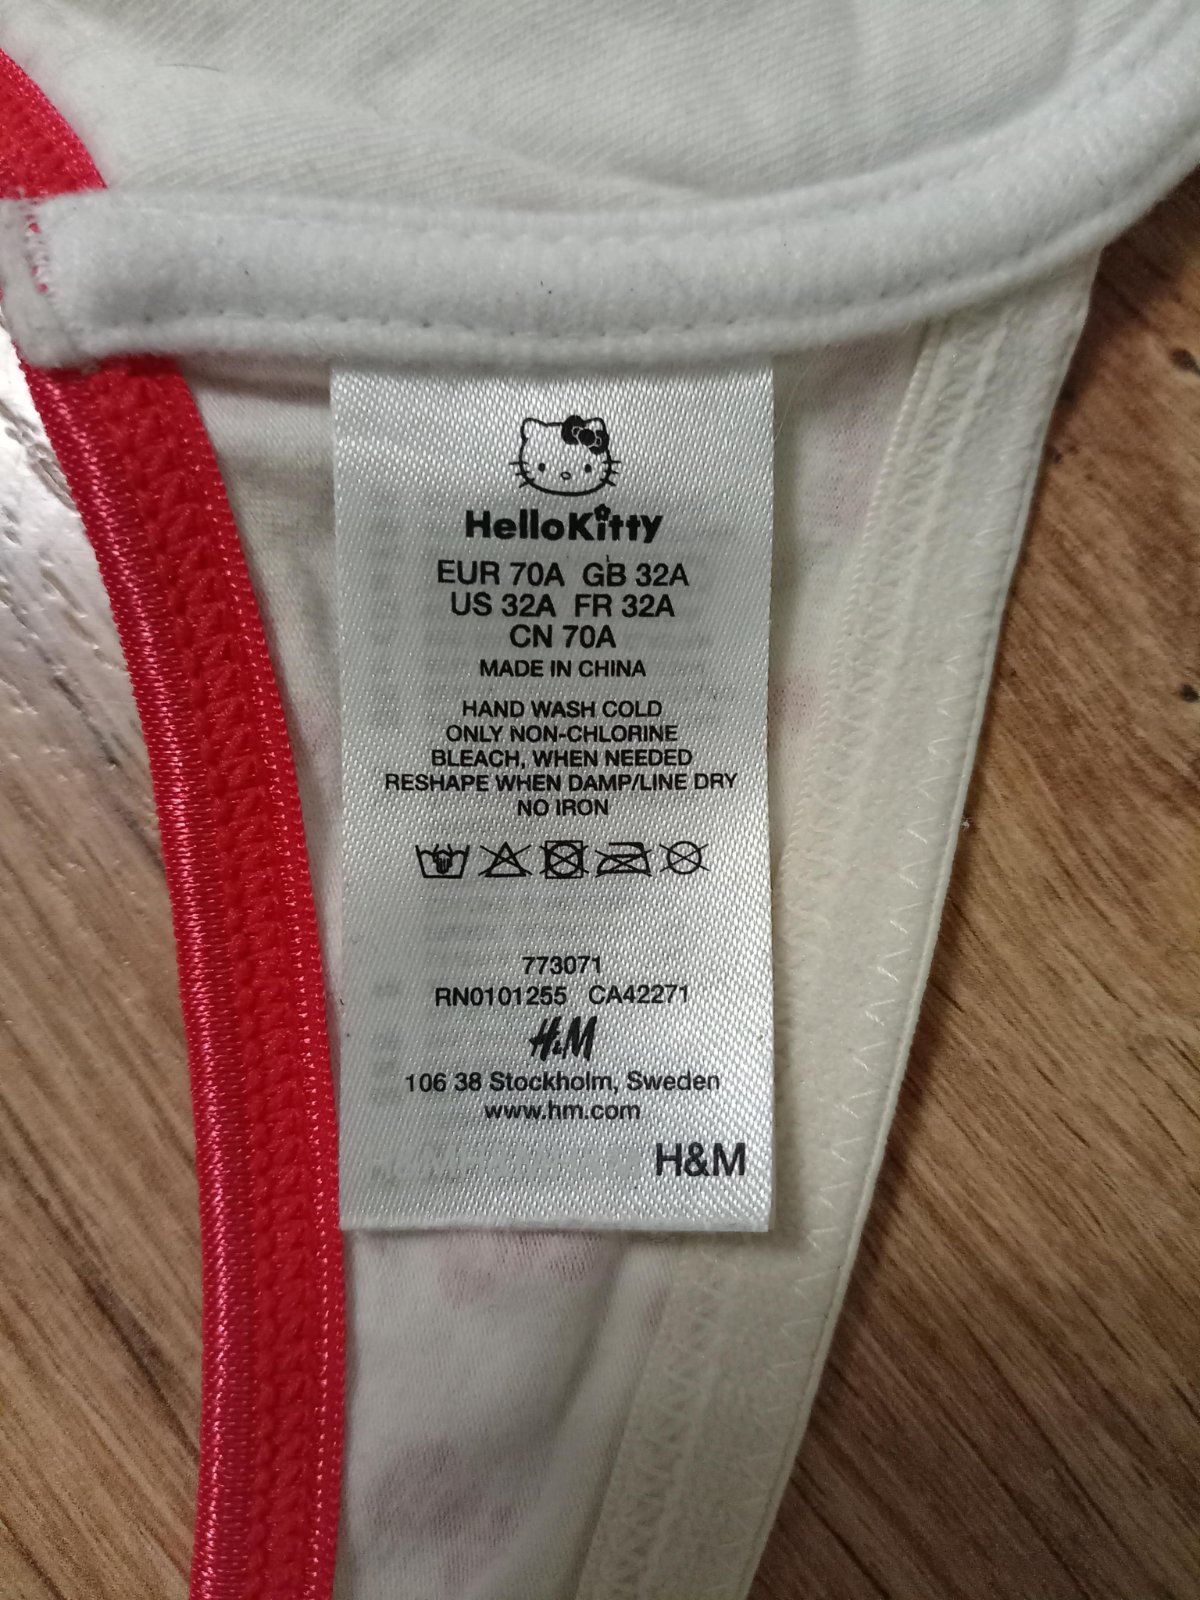 HelloKitty
EUR 70A GB 32A
US 32A FR 32A
CN 70A
MADE IN CHINA
HAND WASH COLD
ONLY NON-CHLORINE
BLEACH, WHEN NEEDED
RESHAPE WHEN DAMP/LINE DRY
NO IRON
773071
RN0101255 CA42271
H&M
106 38 Stockholm, Sweden
www.hm.com
H&M